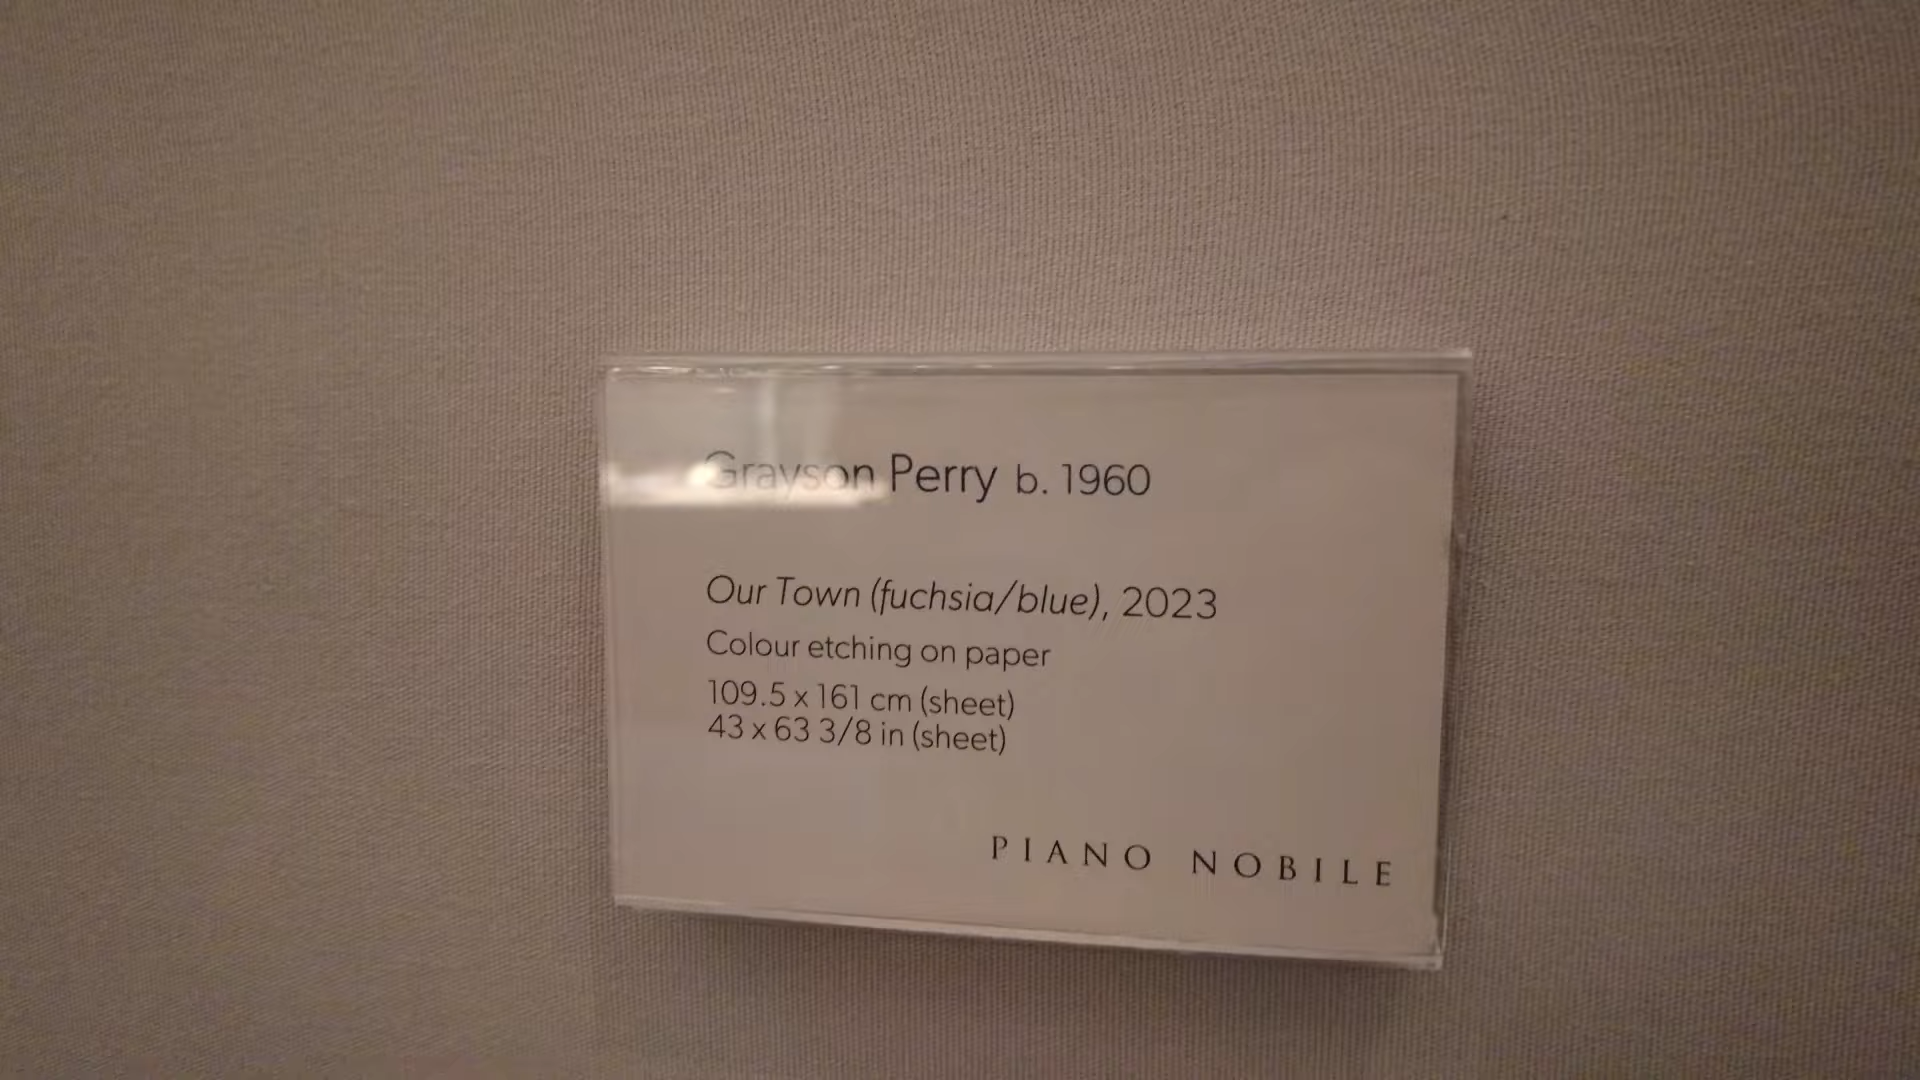 Grayson Perry b. 1960
Our Town (fuchsia/blue), 2023
Colour etching on paper
109.5 x 161 cm (sheet)
43 x 63 3/8 in (sheet)
PIANO NOBILE